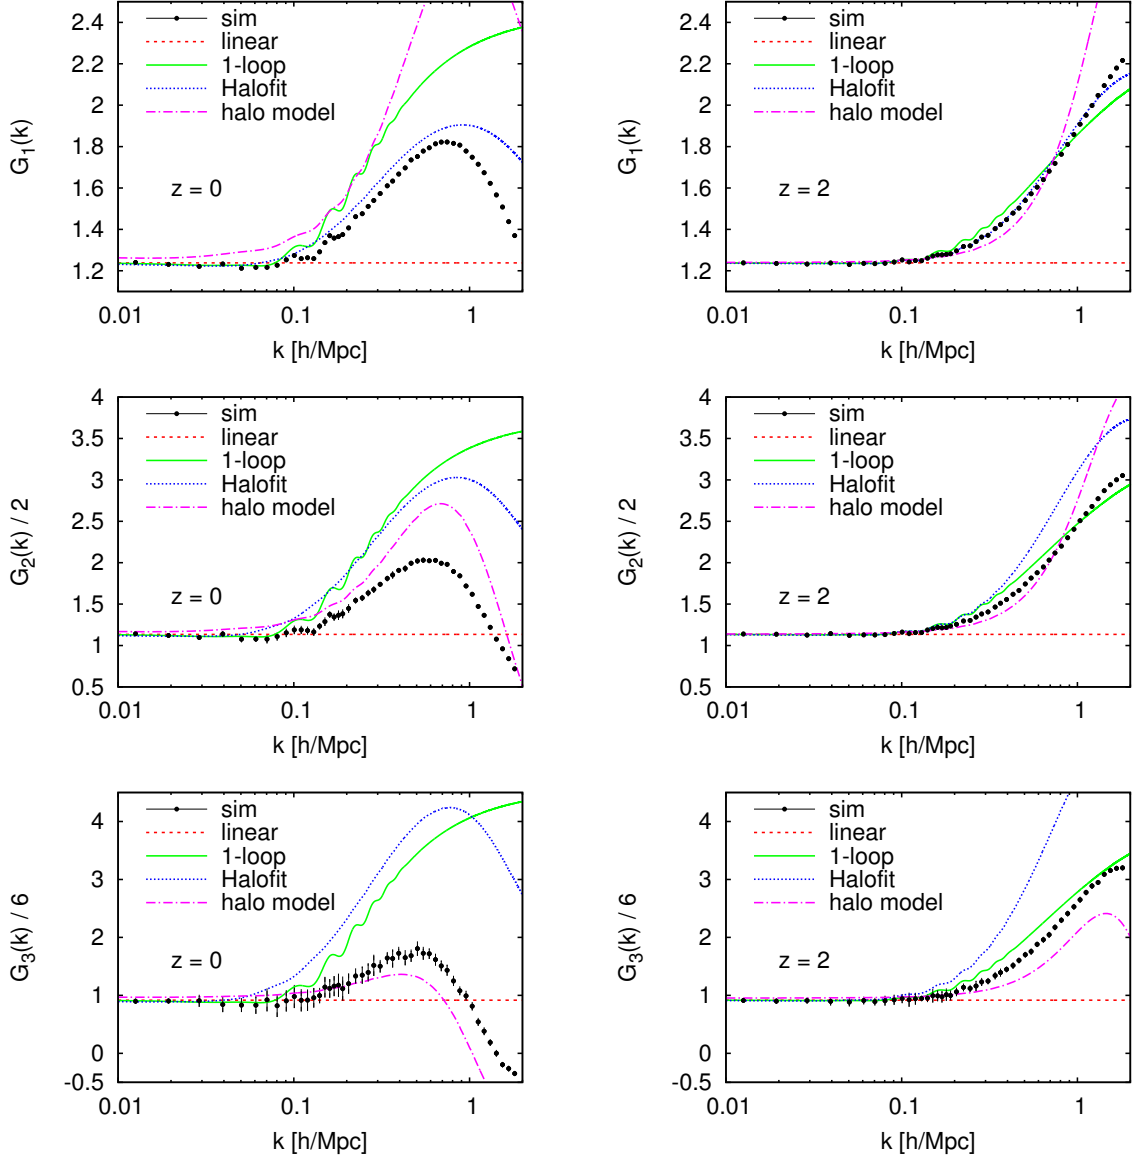 2.4
2.2
2
1.8
1.6
1.4
1.2
G1(k)
sim
linear
1-loop
Halofit
halo model
z = 0
0.01 0.1 1
k [h/Mpc]
2.4
2.2
2
1.8
1.6
1.4
1.2
G1(k)
sim
linear
1-loop
Halofit
halo model
z = 2
0.01 0.1 1
k [h/Mpc]
4
3.5
3
2.5
2
1.5
1
0.5
G2(k) / 2
sim
linear
1-loop
Halofit
halo model
z = 0
0.01 0.1 1
k [h/Mpc]
4
3.5
3
2.5
2
1.5
1
0.5
G2(k) / 2
sim
linear
1-loop
Halofit
halo model
z = 2
0.01 0.1 1
k [h/Mpc]
4
3
2
1
0
-0.5
G3(k) / 6
sim
linear
1-loop
Halofit
halo model
z = 0
0.01 0.1 1
k [h/Mpc]
4
3
2
1
0
-0.5
G3(k) / 6
sim
linear
1-loop
Halofit
halo model
z = 2
0.01 0.1 1
k [h/Mpc]